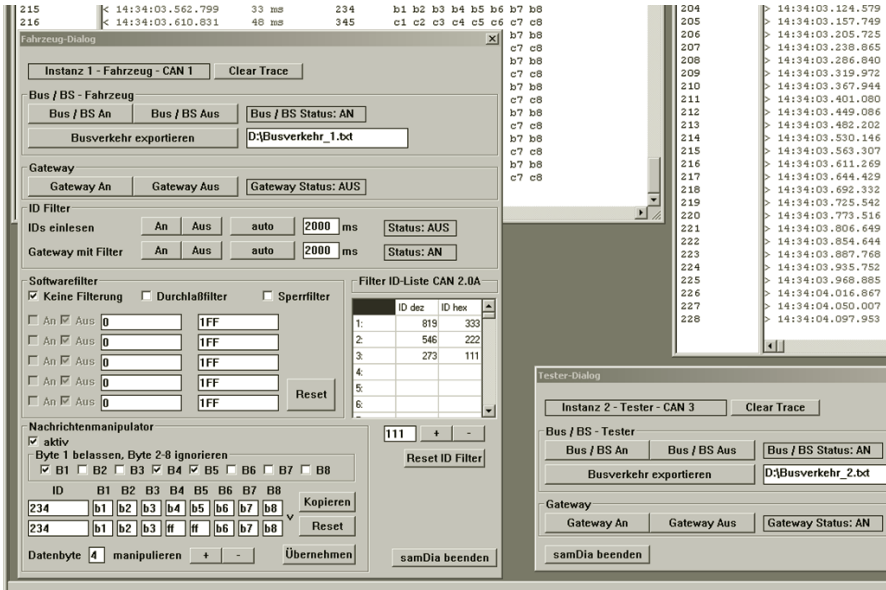 215 < 14:34:03.562.799 33 ms 234 b1 b2 b3 b4 b5 b6 b7 b8
216 < 14:34:03.610.831 48 ms 345 c1 c2 c3 c4 c5 c6 c7 c8
b7 b8
c7 c8
b7 b8
c7 c8
b7 b8
c7 c8
b7 b8
c7 c8
b7 b8
c7 c8
b7 b8
c7 c8
Fahrzeug-Dialog
Instanz 1 - Fahrzeug - CAN 1 Clear Trace
Bus / BS - Fahrzeug
Bus / BS An Bus / BS Aus Bus / BS Status: AN
Busverkehr exportieren D:\Busverkehr_1.txt
Gateway
Gateway An Gateway Aus Gateway Status: AUS
ID Filter
IDs einlesen An Aus auto 2000 ms Status: AUS
Gateway mit Filter An Aus auto 2000 ms Status: AN
Softwarefilter
Keine Filterung Durchlaßfilter Sperrfilter
An Aus 0 1FF
An Aus 0 1FF
An Aus 0 1FF
An Aus 0 1FF
An Aus 0 1FF
Reset
Filter ID-Liste CAN 2.0A
ID dez ID hex
1: 819 333
2: 546 222
3: 273 111
4:
5:
6:
111 + -
Reset ID Filter
Nachrichtenmanipulator
aktiv
Byte 1 belassen, Byte 2-8 ignorieren
B1 B2 B3 B4 B5 B6 B7 B8
ID B1 B2 B3 B4 B5 B6 B7 B8
234 b1 b2 b3 b4 b5 b6 b7 b8 Kopieren
234 b1 b2 b3 ff ff b6 b7 b8 Reset
Datenbyte 4 manipulieren + - Übernehmen
samDia beenden
204 > 14:34:03.124.579
205 > 14:34:03.157.749
206 > 14:34:03.205.725
207 > 14:34:03.238.865
208 > 14:34:03.286.840
209 > 14:34:03.319.972
210 > 14:34:03.367.944
211 > 14:34:03.401.080
212 > 14:34:03.449.086
213 > 14:34:03.482.202
214 > 14:34:03.530.146
215 > 14:34:03.563.307
216 > 14:34:03.611.269
217 > 14:34:03.644.429
218 > 14:34:03.692.332
219 > 14:34:03.725.542
220 > 14:34:03.773.516
221 > 14:34:03.806.649
222 > 14:34:03.854.644
223 > 14:34:03.887.768
224 > 14:34:03.935.752
225 > 14:34:03.968.885
226 > 14:34:04.016.867
227 > 14:34:04.050.007
228 > 14:34:04.097.953
Tester-Dialog
Instanz 2 - Tester - CAN 3 Clear Trace
Bus / BS - Tester
Bus / BS An Bus / BS Aus Bus / BS Status: AN
Busverkehr exportieren D:\Busverkehr_2.txt
Gateway
Gateway An Gateway Aus Gateway Status: AN
samDia beenden